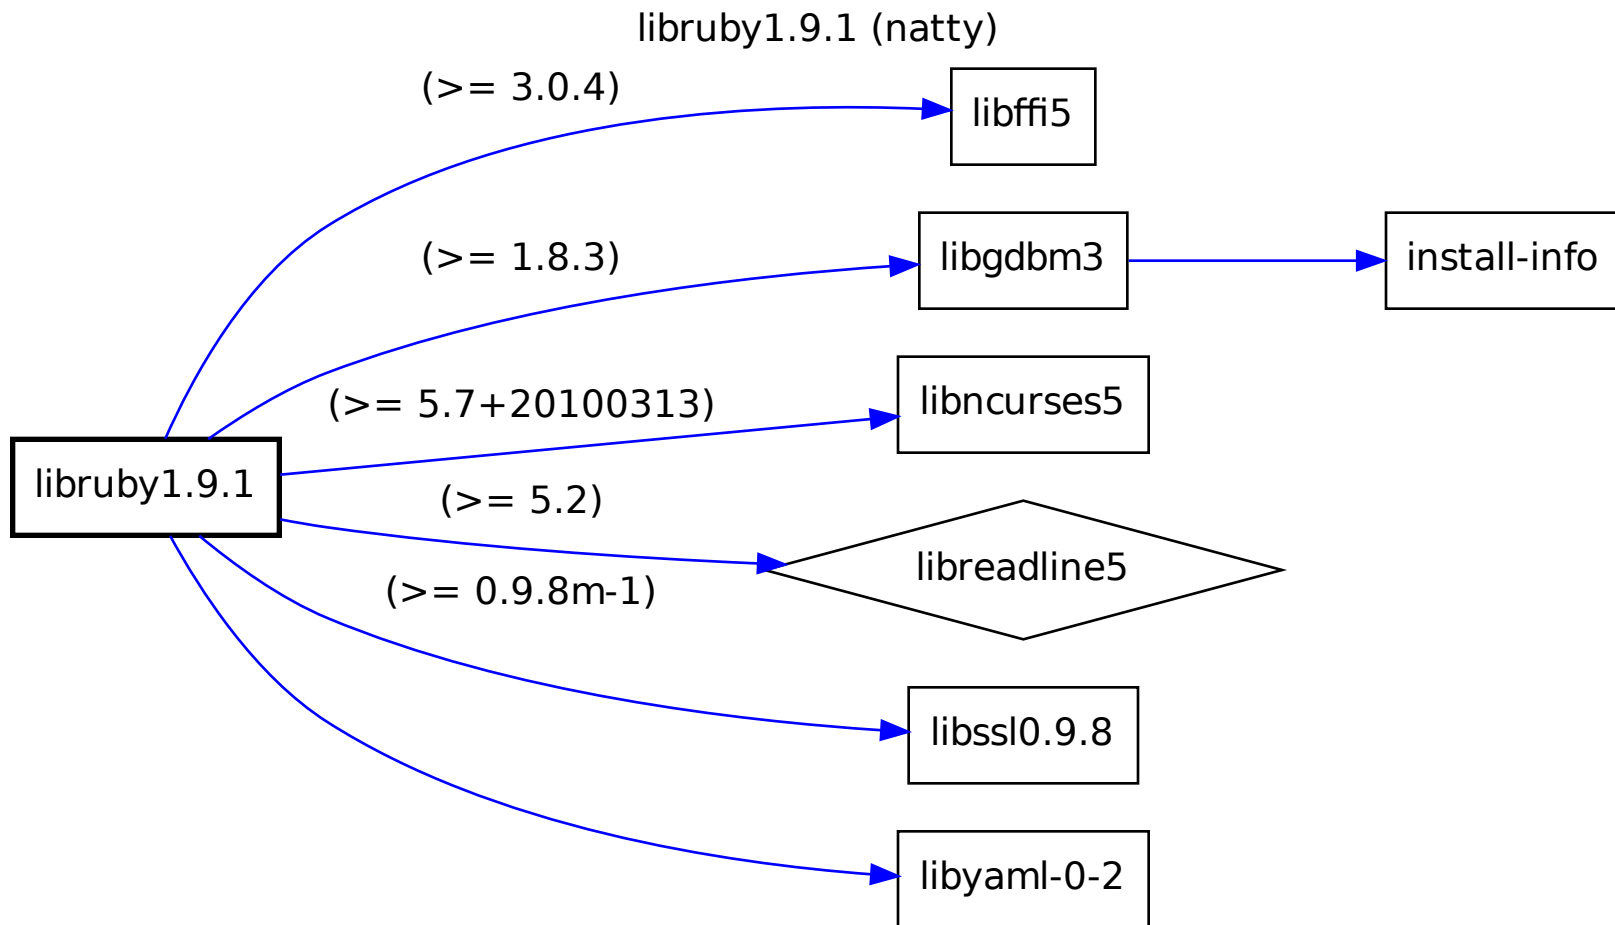 libruby1.9.1 (natty)
(>= 3.0.4)
libffi5
(>= 1.8.3)
libgdbm3
install-info
(>= 5.7+20100313)
libncurses5
libruby1.9.1
(>= 5.2)
libreadline5
(>= 0.9.8m-1)
libssl0.9.8
libyaml-0-2